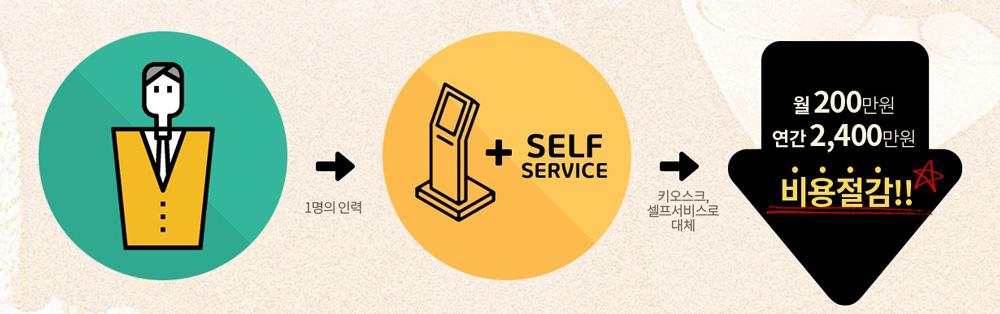 1명의 인력
SELF
SERVICE
키오스크,
셀프서비스로
대체
월 200만원
연간 2,400만원
비용절감!!